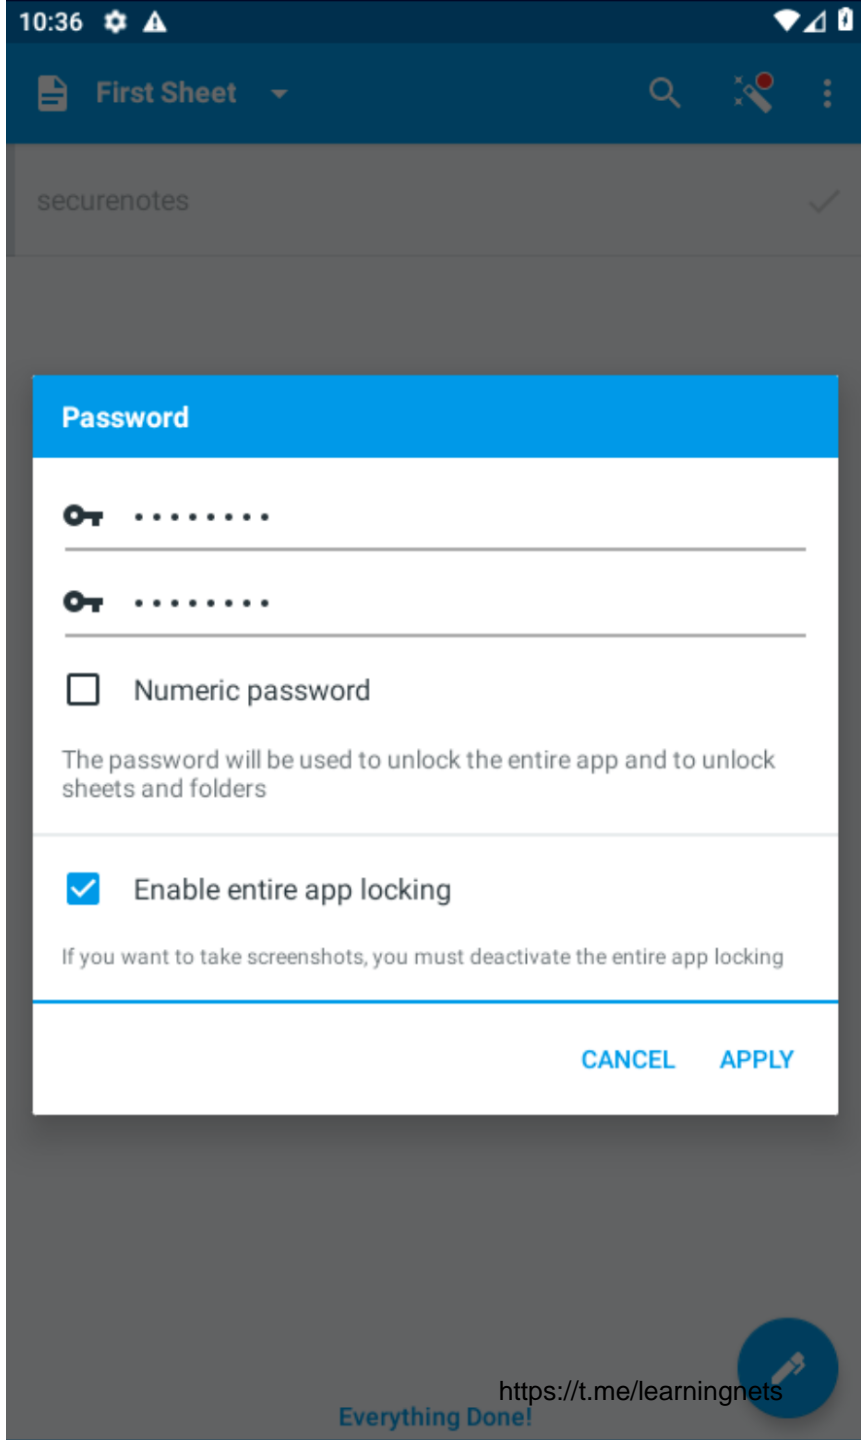 10:36
First Sheet
securenotes
Password
••••••••
••••••••
Numeric password
The password will be used to unlock the entire app and to unlock
sheets and folders
Enable entire app locking
If you want to take screenshots, you must deactivate the entire app locking
CANCEL APPLY
https://t.me/learningnets
Everything Done!